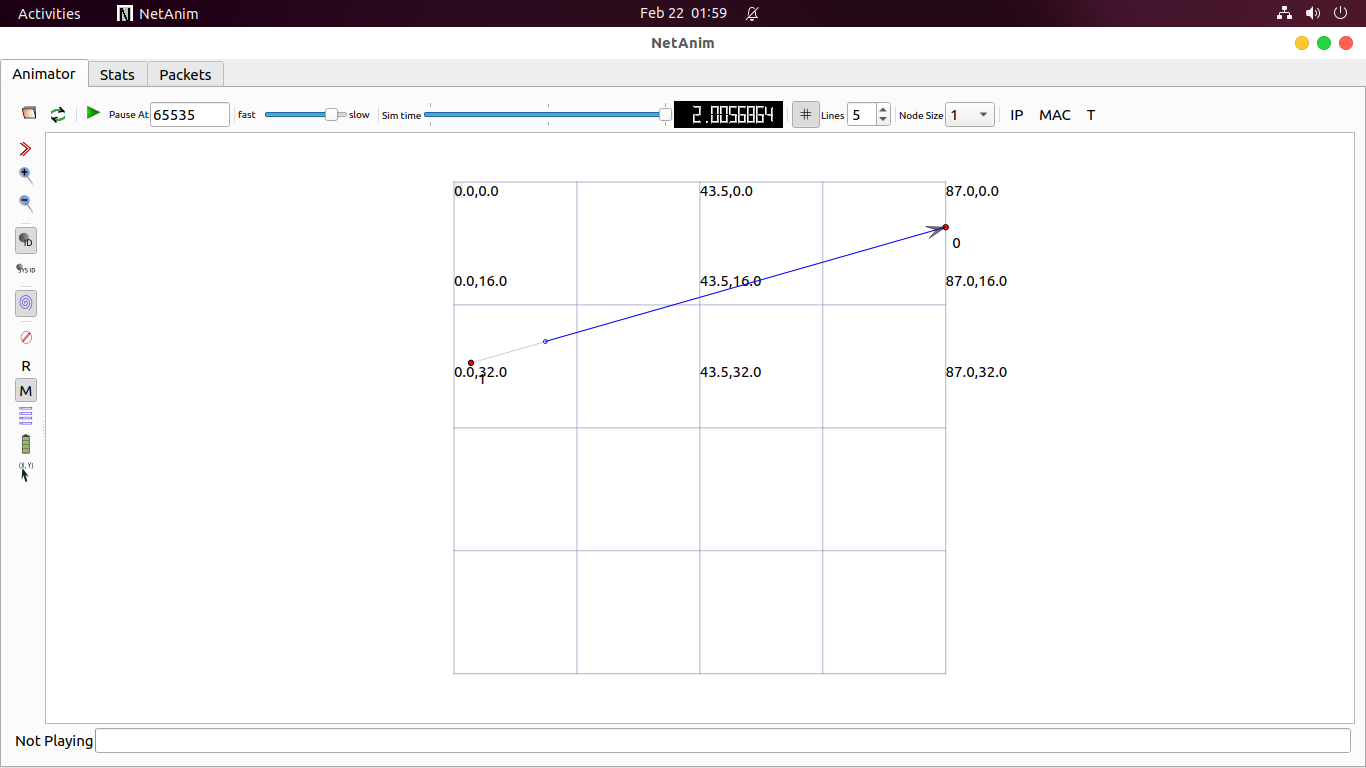 Activities NetAnim Feb 22 01:59
NetAnim
Animator Stats Packets
Pause At 65535 fast slow Sim time 2.0056864 # Lines 5 Node Size 1 IP MAC T
ID
SYS ID
R
M
(X, Y)
0.0,0.0 43.5,0.0 87.0,0.0
0
0.0,16.0 43.5,16.0 87.0,16.0
0.0,32.0 43.5,32.0 87.0,32.0
1
Not Playing